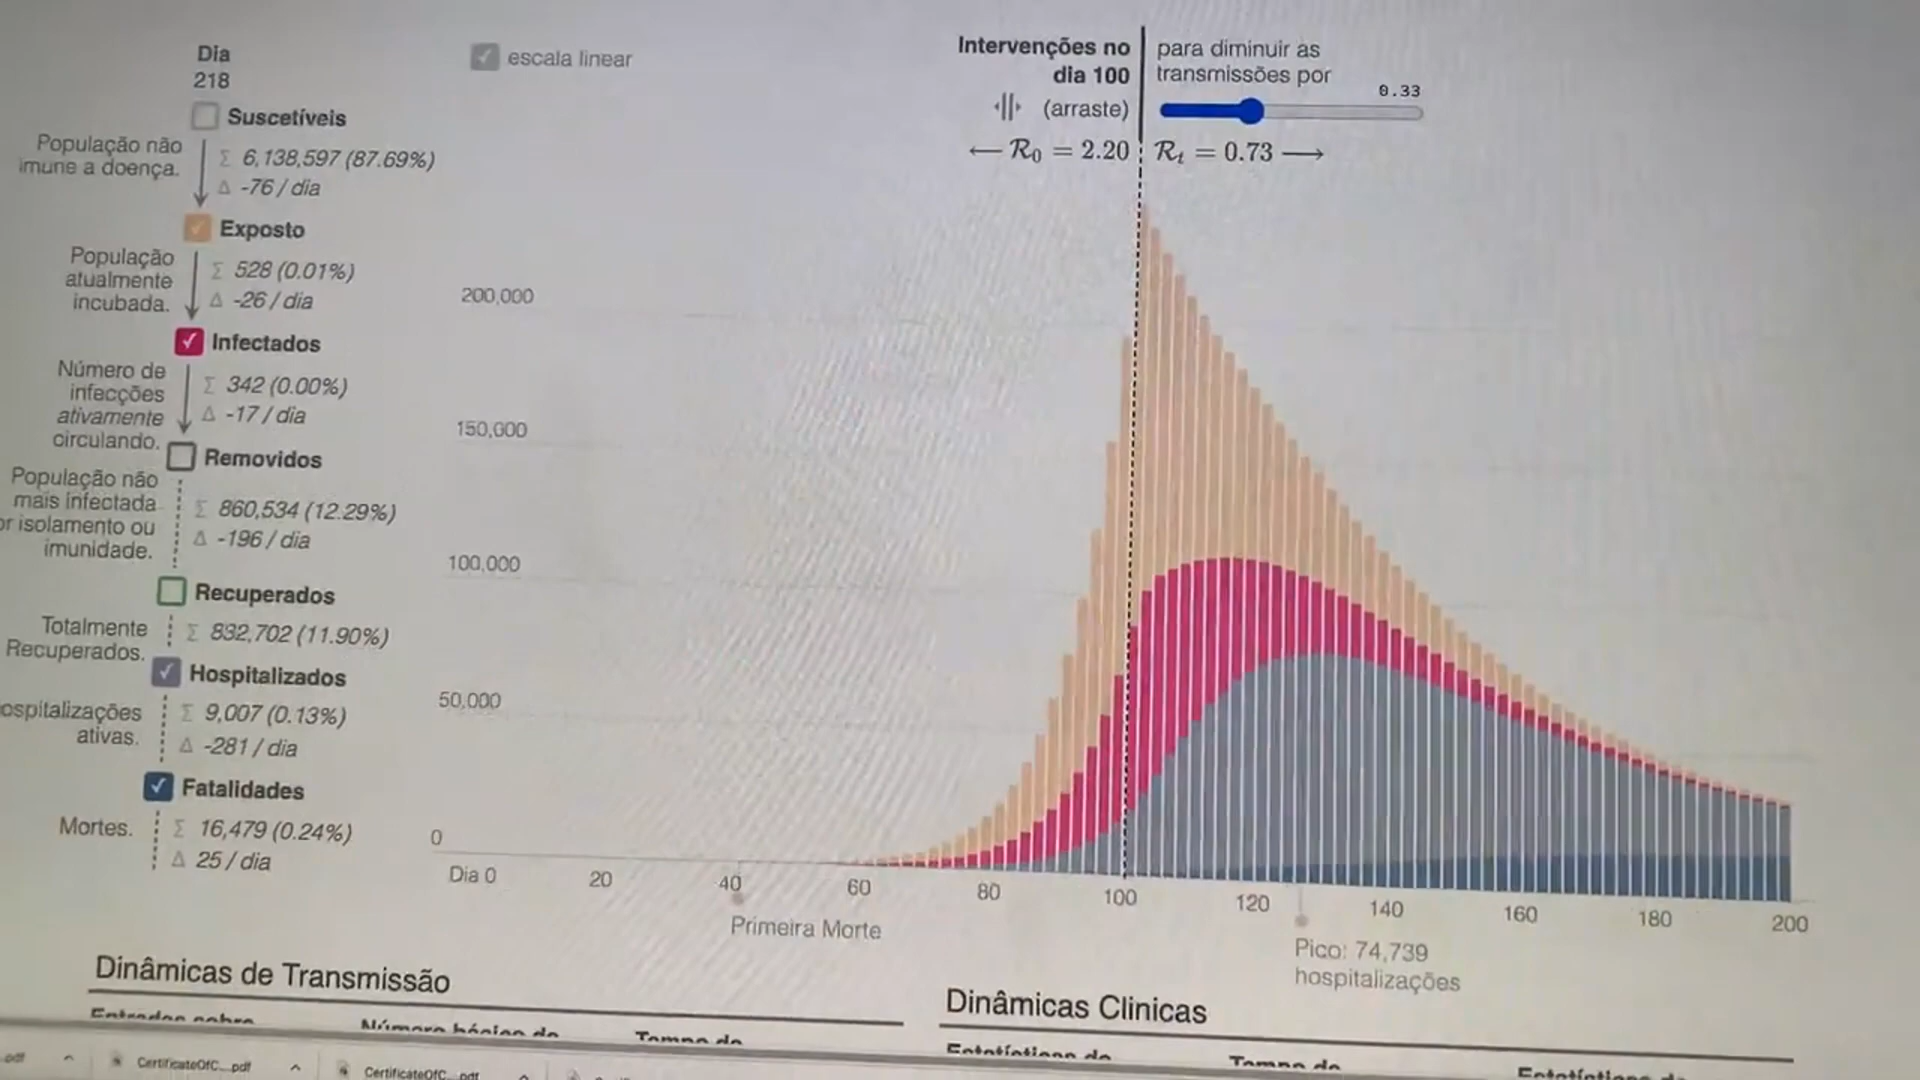 Dia
218
escala linear
Intervenções no
dia 100
(arraste)
para diminuir as
transmissões por
0.33
← R₀ = 2.20
Rₜ = 0.73 →
Suscetíveis
População não
imune a doença.
Σ 6,138,597 (87.69%)
Δ -76 / dia
Exposto
População
atualmente
incubada.
Σ 528 (0.01%)
Δ -26 / dia
Infectados
Número de
infecções
ativamente
circulando.
Σ 342 (0.00%)
Δ -17 / dia
Removidos
População não
mais infectada
or isolamento ou
imunidade.
Σ 860,534 (12.29%)
Δ -196 / dia
Recuperados
Totalmente
Recuperados.
Σ 832,702 (11.90%)
Hospitalizados
ospitalizações
ativas.
Σ 9,007 (0.13%)
Δ -281 / dia
Fatalidades
Mortes.
Σ 16,479 (0.24%)
Δ 25 / dia
200,000
150,000
100,000
50,000
0
Dia 0 20 40 60 80 100 120 140 160 180 200
Primeira Morte
Pico: 74,739
hospitalizações
Dinâmicas de Transmissão
Dinâmicas Clinicas
.pdf
CertificateOfC....pdf
CertificateOfC....pdf